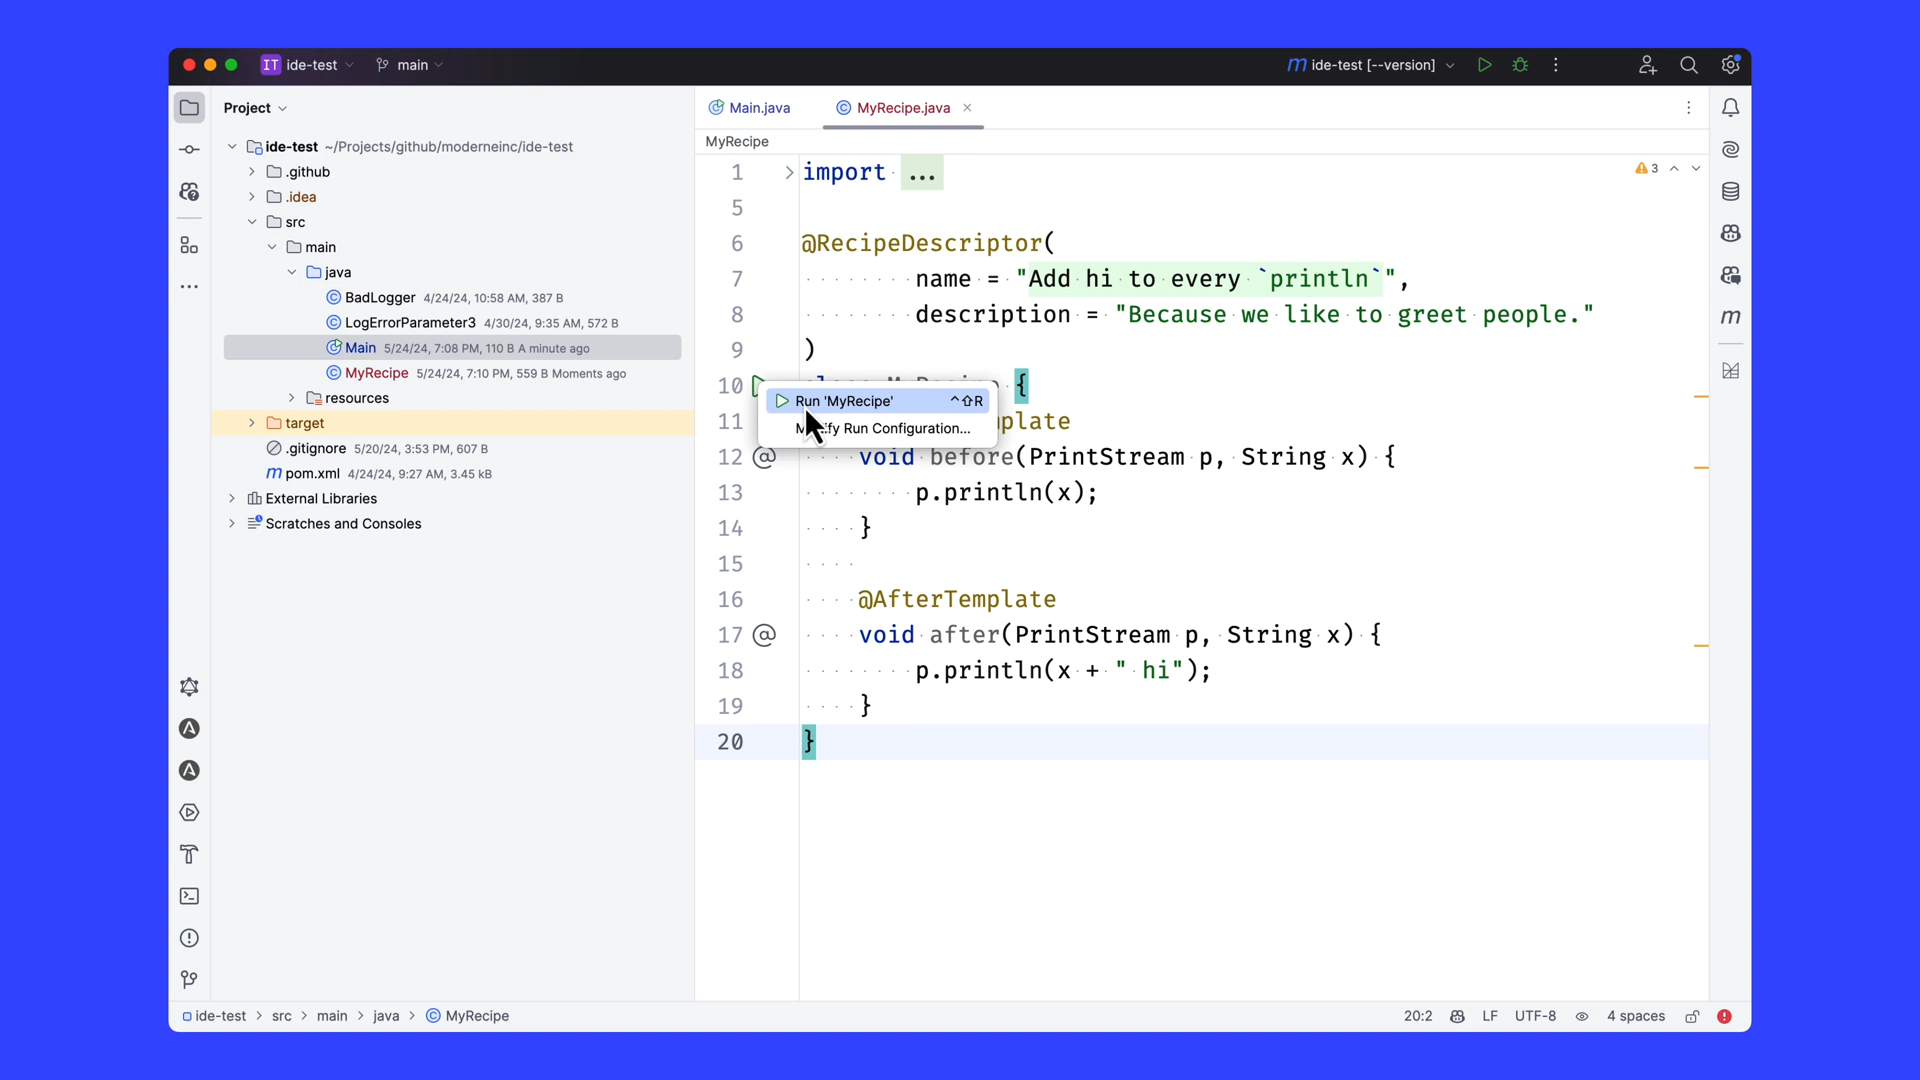 IT ide-test main
m ide-test [--version]
Project
ide-test ~/Projects/github/moderneinc/ide-test
.github
.idea
src
main
java
BadLogger 4/24/24, 10:58 AM, 387 B
LogErrorParameter3 4/30/24, 9:35 AM, 572 B
Main 5/24/24, 7:08 PM, 110 B A minute ago
MyRecipe 5/24/24, 7:10 PM, 559 B Moments ago
resources
target
.gitignore 5/20/24, 3:53 PM, 607 B
m pom.xml 4/24/24, 9:27 AM, 3.45 kB
External Libraries
Scratches and Consoles
Main.java MyRecipe.java
MyRecipe
3
1 import ...
5
6 @RecipeDescriptor(
7 name = "Add hi to every `println`",
8 description = "Because we like to greet people."
9 )
10 {
Run 'MyRecipe' ^⇧R
11
Run Configuration...
12 @ void before(PrintStream p, String x) {
13 p.println(x);
14 }
15
16 @AfterTemplate
17 @ void after(PrintStream p, String x) {
18 p.println(x + " hi");
19 }
20 }
m
ide-test > src > main > java > MyRecipe
20:2 LF UTF-8 4 spaces